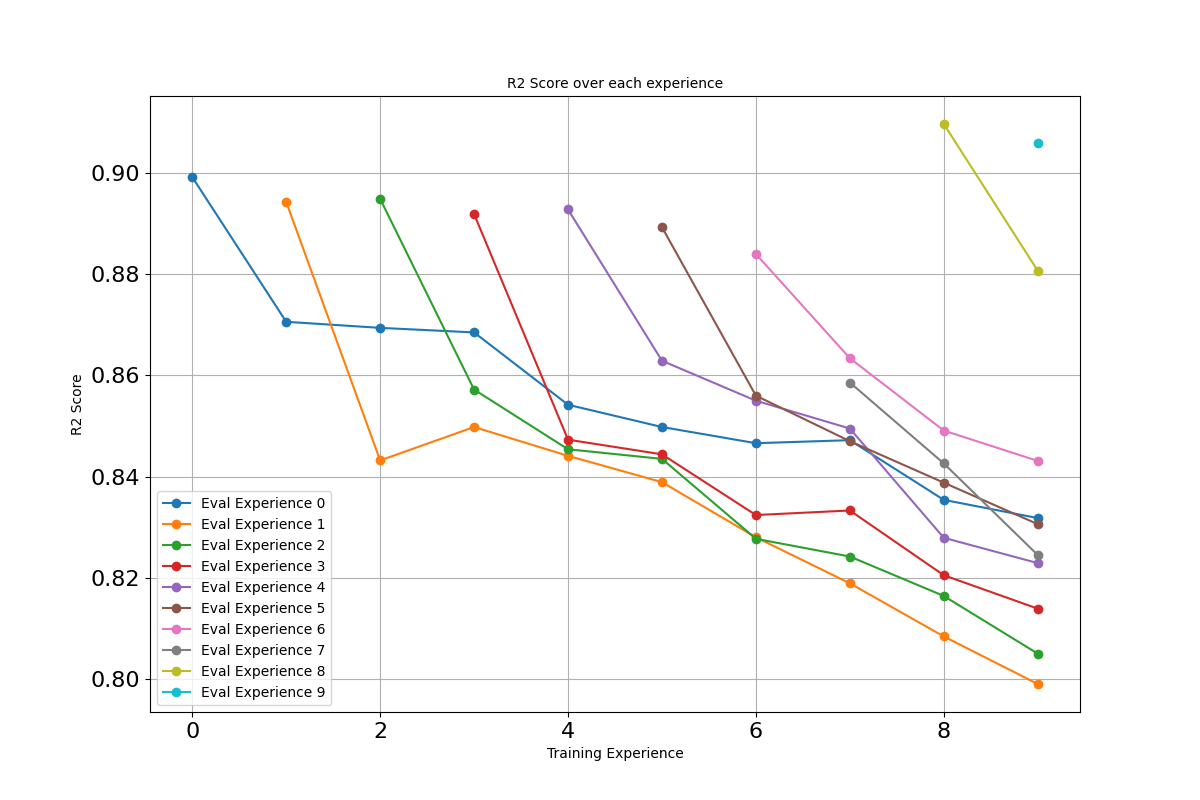 R2 Score over each experience
R2 Score
0.90
0.88
0.86
0.84
0.82
0.80
Eval Experience 0
Eval Experience 1
Eval Experience 2
Eval Experience 3
Eval Experience 4
Eval Experience 5
Eval Experience 6
Eval Experience 7
Eval Experience 8
Eval Experience 9
0 2 4 6 8
Training Experience